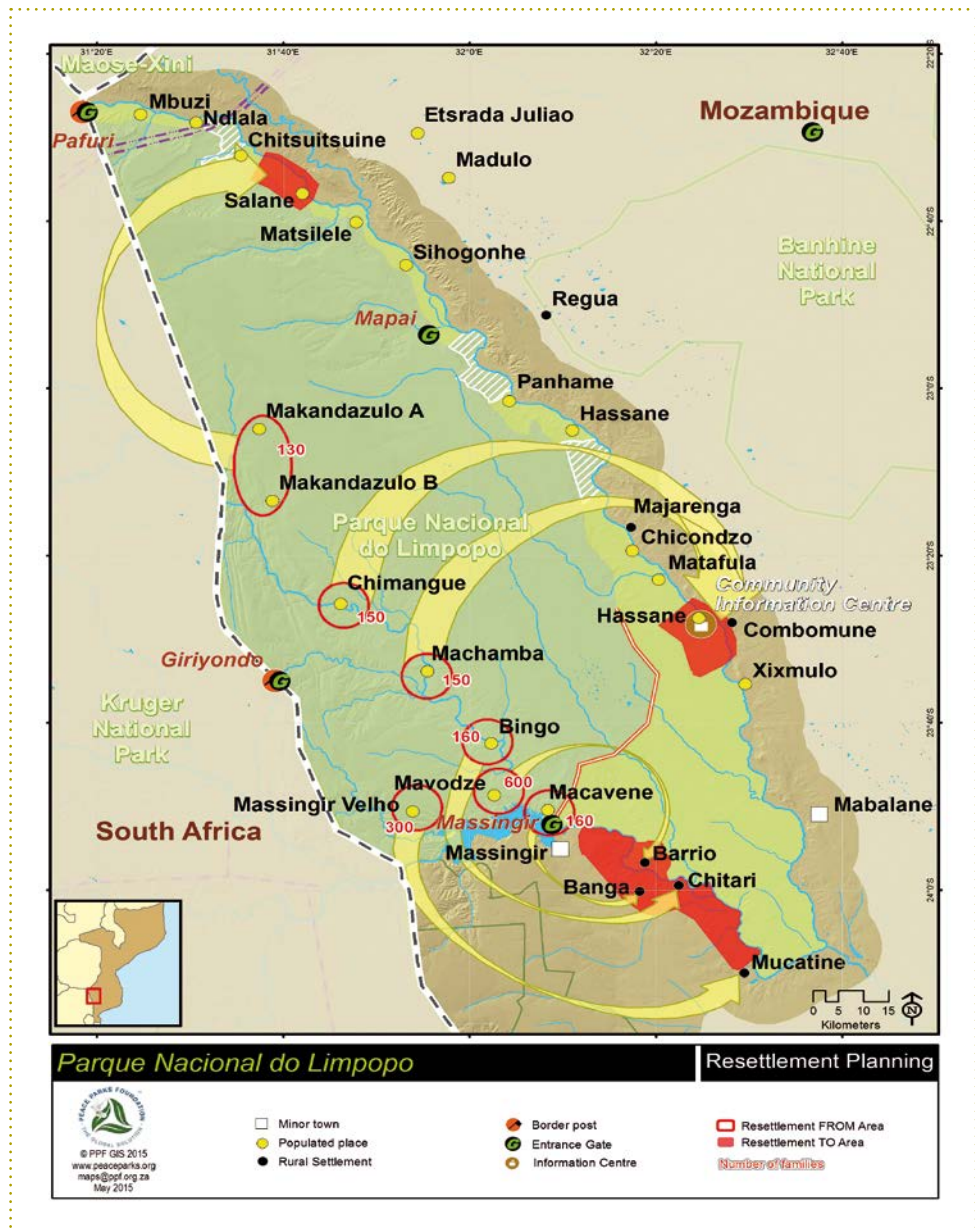 31°20'E
31°40'E
32°0'E
32°20'E
32°40'E
22°20'S
Maose-Xini
Mbuzi
Ndlala
Pafuri
Chitsuitsuine
Etsrada Juliao
Madulo
Mozambique
Salane
Matsilele
22°40'S
Sihogonhe
Banhine
National
Park
Regua
Mapai
Panhame
23°0'S
Hassane
Makandazulo A
130
Makandazulo B
Parque Nacional
do Limpopo
Majarenga
Chicondzo
23°20'S
Matafula
Community
Information Centre
Chimangue
150
Hassane
Combomune
Giriyondo
Machamba
150
Xixmulo
Kruger
National
Park
23°40'S
Bingo
160
Mavodze
600
Massingir Velho
300
Macavene
160
Massingir
Mabalane
South Africa
Massingir
Barrio
Banga
Chitari
24°0'S
Mucatine
0 5 10 15
Kilometers
N
Parque Nacional do Limpopo
Resettlement Planning
PEACE PARKS FOUNDATION
THE GLOBAL SOLUTION
© PPF GIS 2015
www.peaceparks.org
maps@ppf.org.za
May 2015
Minor town
Populated place
Rural Settlement
Border post
Entrance Gate
Information Centre
Resettlement FROM Area
Resettlement TO Area
Number of families